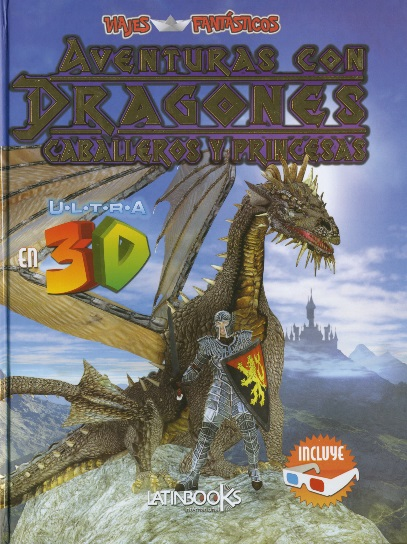 VIAJES FANTÁSTICOS
AVENTURAS CON
DRAGONES
CABALLEROS Y PRINCESAS
U·L·T·R·A
EN 3D
INCLUYE
LATINBOOKS